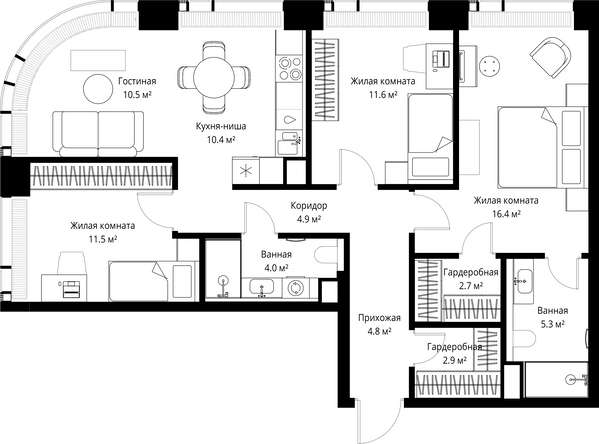 Гостиная
10.5 м²
Кухня-ниша
10.4 м²
Жилая комната
11.6 м²
Жилая комната
16.4 м²
Коридор
4.9 м²
Жилая комната
11.5 м²
Ванная
4.0 м²
Гардеробная
2.7 м²
Ванная
5.3 м²
Прихожая
4.8 м²
Гардеробная
2.9 м²